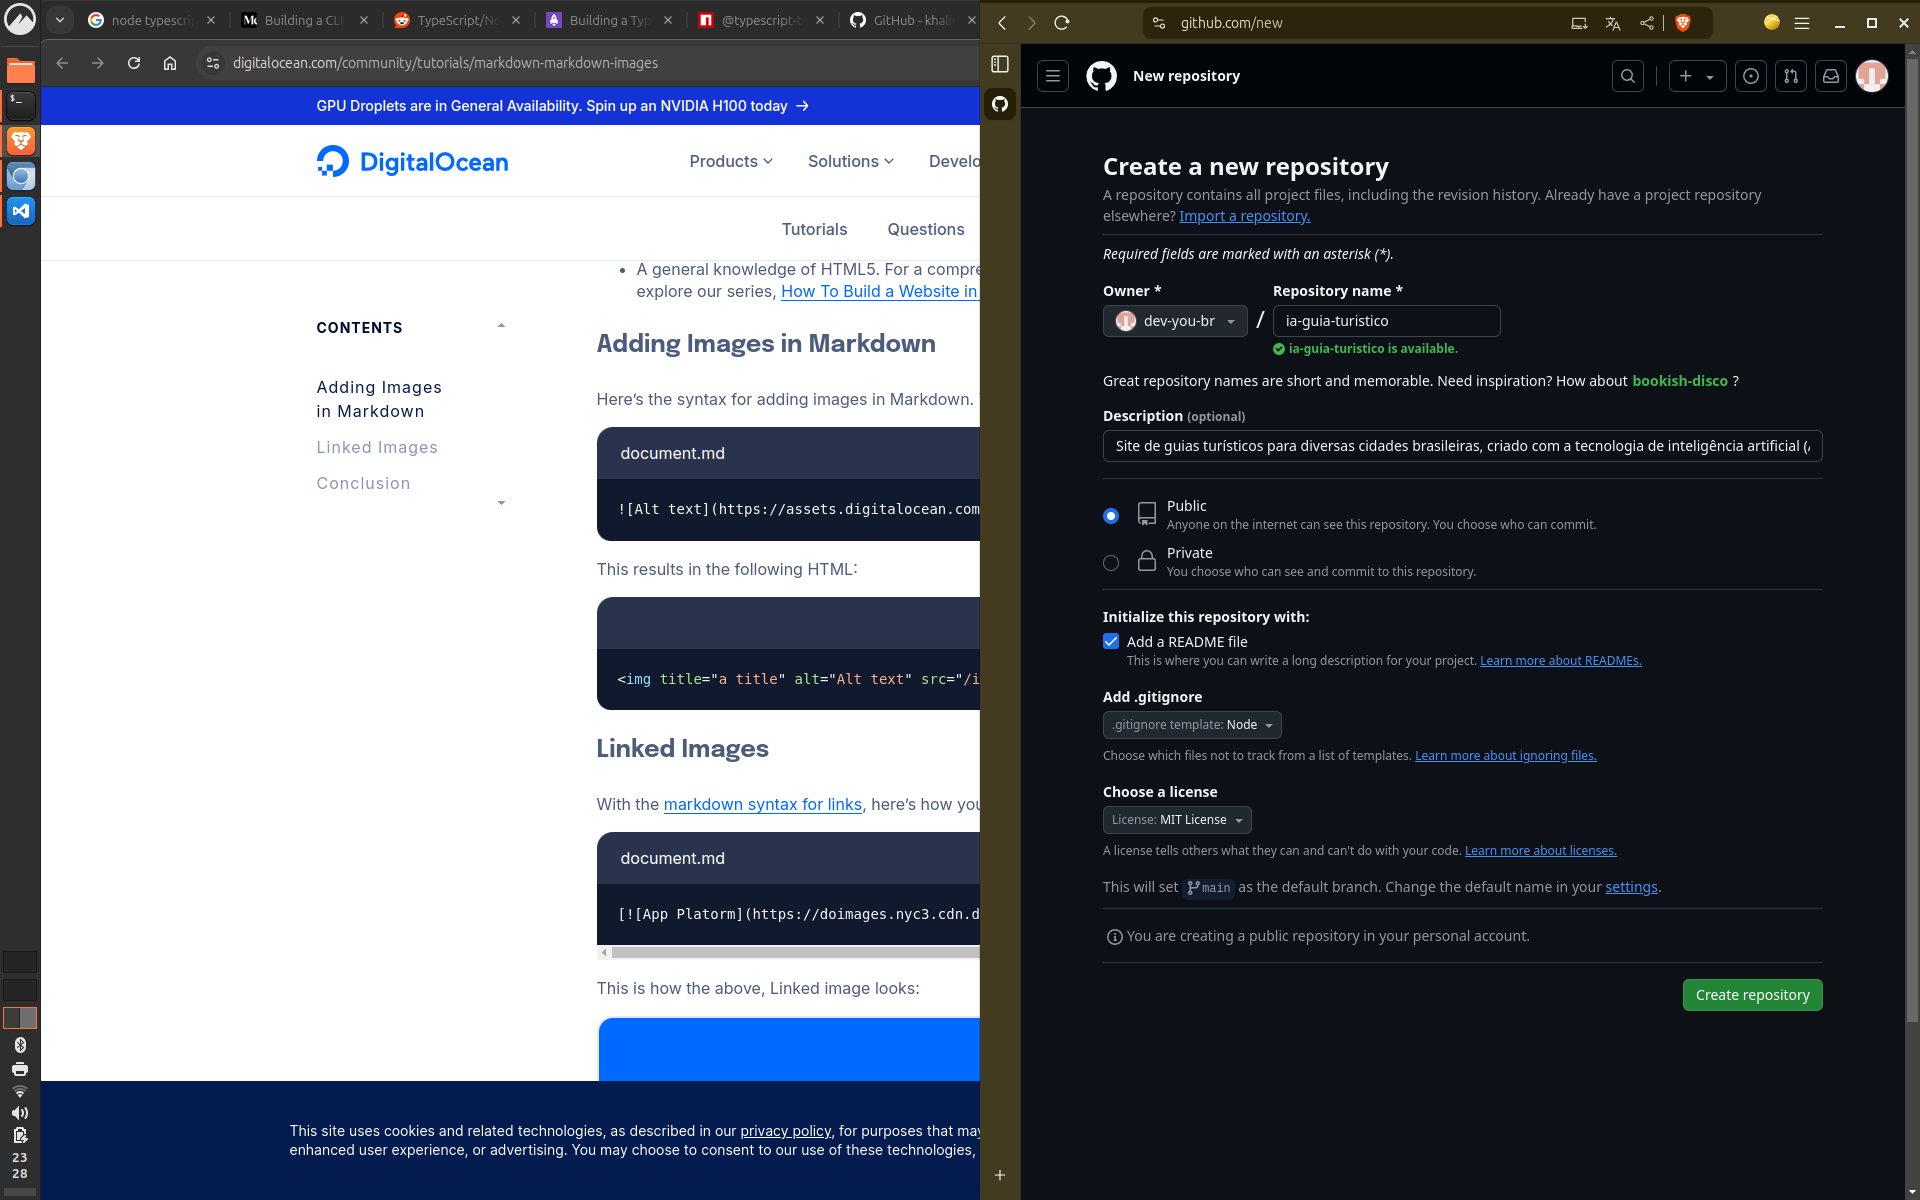 node typescri
Building a CLI
TypeScript/No
Building a Typ
@typescript-
GitHub - khali
digitalocean.com/community/tutorials/markdown-markdown-images
GPU Droplets are in General Availability. Spin up an NVIDIA H100 today →
DigitalOcean
Products
Solutions
Develo
Tutorials
Questions
CONTENTS
Adding Images
in Markdown
Linked Images
Conclusion
• A general knowledge of HTML5. For a compre
explore our series, How To Build a Website in
Adding Images in Markdown
Here's the syntax for adding images in Markdown.
document.md
![Alt text](https://assets.digitalocean.com
This results in the following HTML:
<img title="a title" alt="Alt text" src="/i
Linked Images
With the markdown syntax for links, here's how you
document.md
[![App Platorm](https://doimages.nyc3.cdn.d
This is how the above, Linked image looks:
This site uses cookies and related technologies, as described in our privacy policy, for purposes that may
enhanced user experience, or advertising. You may choose to consent to our use of these technologies,
23
28
github.com/new
New repository
Create a new repository
A repository contains all project files, including the revision history. Already have a project repository
elsewhere? Import a repository.
Required fields are marked with an asterisk (*).
Owner *
Repository name *
dev-you-br
/
ia-guia-turistico
ia-guia-turistico is available.
Great repository names are short and memorable. Need inspiration? How about bookish-disco ?
Description (optional)
Site de guias turísticos para diversas cidades brasileiras, criado com a tecnologia de inteligência artificial (
Public
Anyone on the internet can see this repository. You choose who can commit.
Private
You choose who can see and commit to this repository.
Initialize this repository with:
Add a README file
This is where you can write a long description for your project. Learn more about READMEs.
Add .gitignore
.gitignore template: Node
Choose which files not to track from a list of templates. Learn more about ignoring files.
Choose a license
License: MIT License
A license tells others what they can and can't do with your code. Learn more about licenses.
This will set main as the default branch. Change the default name in your settings.
You are creating a public repository in your personal account.
Create repository